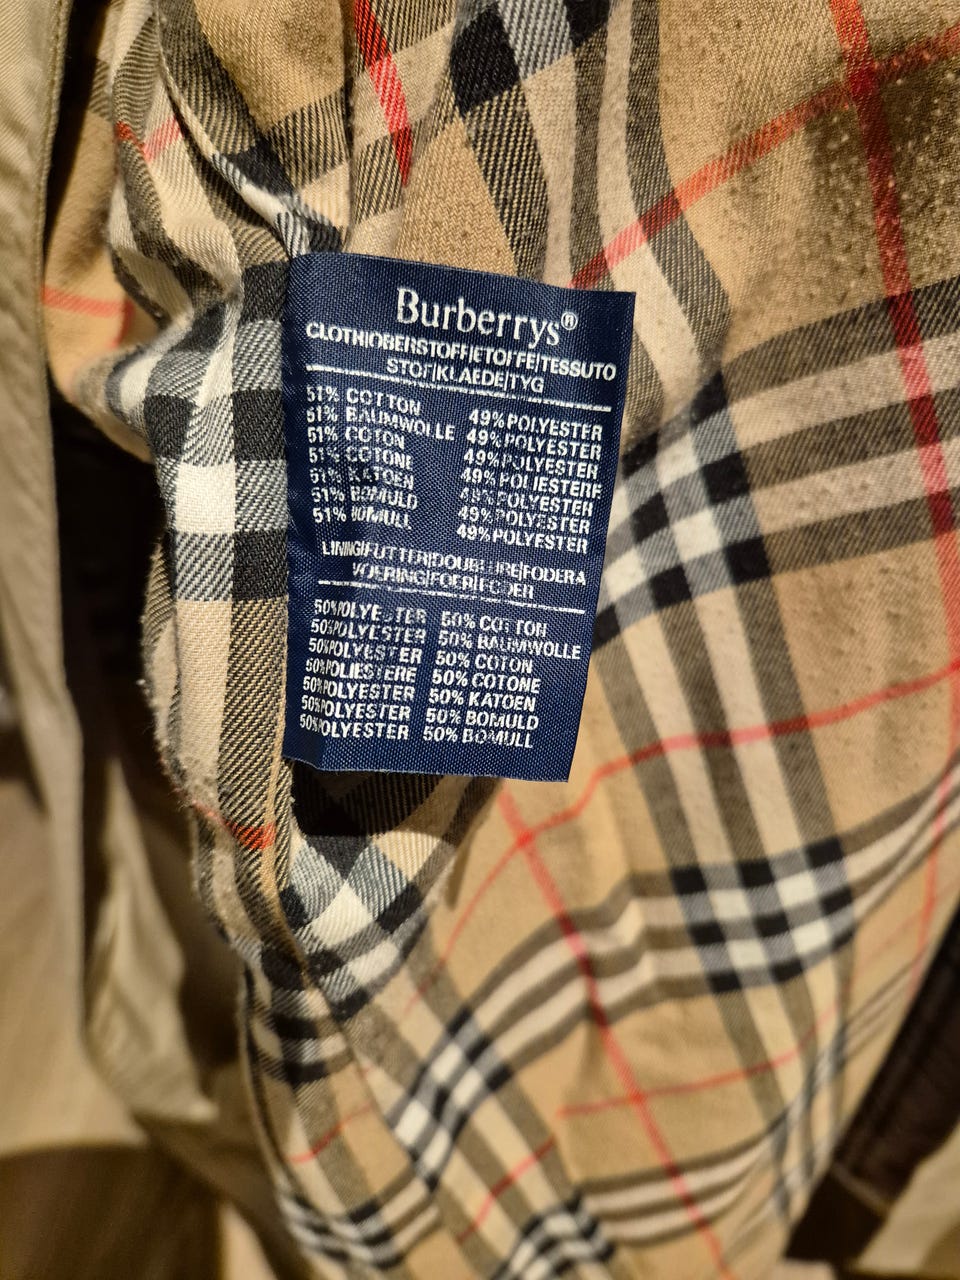 Burberrys®
CLOTH|OBERSTOFF|ETOFFE|TESSUTO
STOF|KLAEDE|TYG
51% COTTON 49% POLYESTER
51% BAUMWOLLE 49% POLYESTER
51% COTON 49% POLYESTER
51% COTONE 49% POLIESTERE
51% KATOEN 49% POLYESTER
51% BOMULD 49% POLYESTER
51% BOMULL 49% POLYESTER
LINING|FUTTER|DOUBLURE|FODERA
VOERING|FOER|FODER
50% POLYESTER 50% COTTON
50% POLYESTER 50% BAUMWOLLE
50% POLYESTER 50% COTON
50% POLIESTERE 50% COTONE
50% POLYESTER 50% KATOEN
50% POLYESTER 50% BOMULD
50% POLYESTER 50% BOMULL